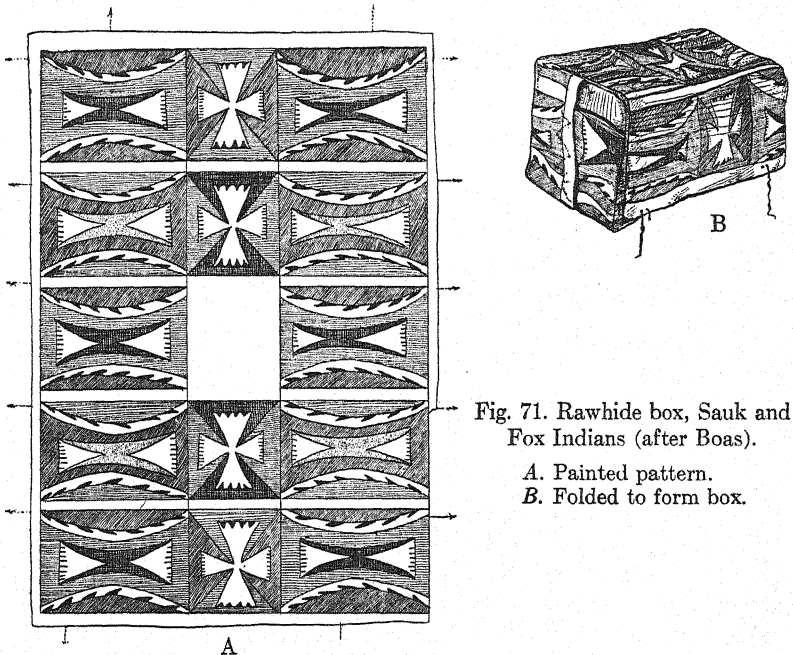 B
Fig. 71. Rawhide box, Sauk and
Fox Indians (after Boas).
A. Painted pattern.
B. Folded to form box.
A